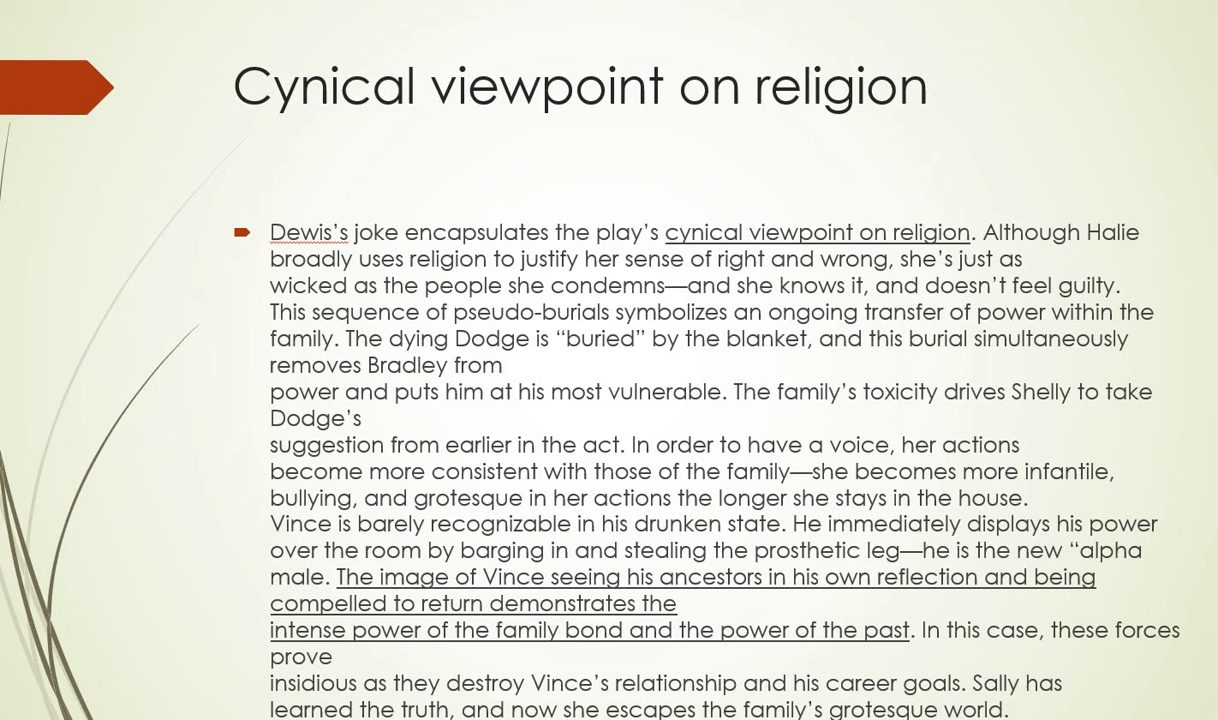 Cynical viewpoint on religion
Dewis’s joke encapsulates the play’s cynical viewpoint on religion. Although Halie
broadly uses religion to justify her sense of right and wrong, she’s just as
wicked as the people she condemns—and she knows it, and doesn’t feel guilty.
This sequence of pseudo-burials symbolizes an ongoing transfer of power within the
family. The dying Dodge is “buried” by the blanket, and this burial simultaneously
removes Bradley from
power and puts him at his most vulnerable. The family’s toxicity drives Shelly to take
Dodge’s
suggestion from earlier in the act. In order to have a voice, her actions
become more consistent with those of the family—she becomes more infantile,
bullying, and grotesque in her actions the longer she stays in the house.
Vince is barely recognizable in his drunken state. He immediately displays his power
over the room by barging in and stealing the prosthetic leg—he is the new “alpha
male. The image of Vince seeing his ancestors in his own reflection and being
compelled to return demonstrates the
intense power of the family bond and the power of the past. In this case, these forces
prove
insidious as they destroy Vince’s relationship and his career goals. Sally has
learned the truth, and now she escapes the family’s grotesque world.